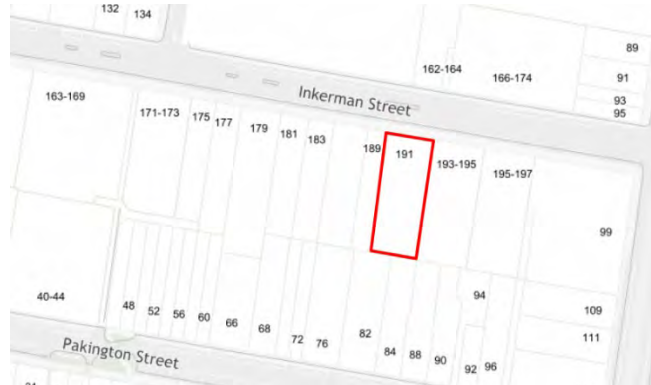 132 134
89
162-164 166-174 91
93
95
Inkerman Street
163-169 171-173 175 177 179 181 183 189 191 193-195 195-197
99
40-44 48 52 56 60 66 68 72 76 82 84 88 90 92 94 96
109
111
Pakington Street